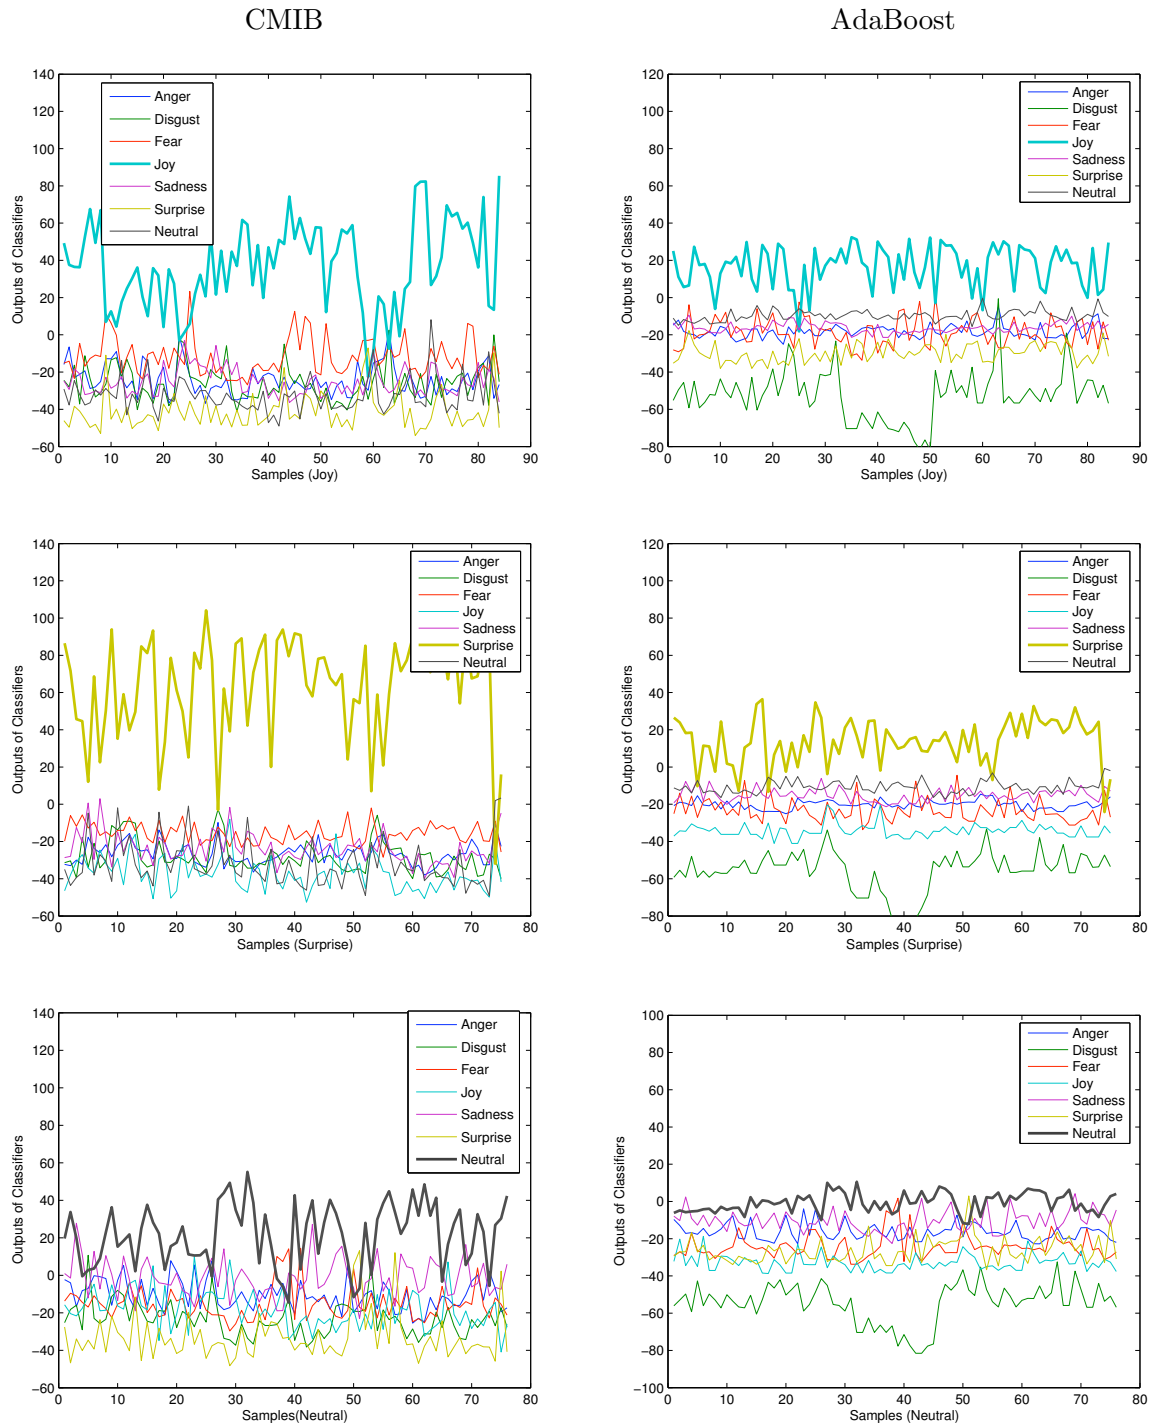 CMIB
AdaBoost
140
120
100
80
60
40
20
0
−20
−40
−60
0 10 20 30 40 50 60 70 80 90
Outputs of Classifiers
Samples (Joy)
Anger
Disgust
Fear
Joy
Sadness
Surprise
Neutral
120
100
80
60
40
20
0
−20
−40
−60
−80
0 10 20 30 40 50 60 70 80 90
Outputs of Classifiers
Samples (Joy)
Anger
Disgust
Fear
Joy
Sadness
Surprise
Neutral
140
120
100
80
60
40
20
0
−20
−40
−60
0 10 20 30 40 50 60 70 80
Outputs of Classifiers
Samples (Surprise)
Anger
Disgust
Fear
Joy
Sadness
Surprise
Neutral
120
100
80
60
40
20
0
−20
−40
−60
−80
0 10 20 30 40 50 60 70 80
Outputs of Classifiers
Samples (Surprise)
Anger
Disgust
Fear
Joy
Sadness
Surprise
Neutral
140
120
100
80
60
40
20
0
−20
−40
−60
0 10 20 30 40 50 60 70 80
Outputs of Classifiers
Samples(Neutral)
Anger
Disgust
Fear
Joy
Sadness
Surprise
Neutral
100
80
60
40
20
0
−20
−40
−60
−80
−100
0 10 20 30 40 50 60 70 80
Outputs of Classifiers
Samples (Neutral)
Anger
Disgust
Fear
Joy
Sadness
Surprise
Neutral